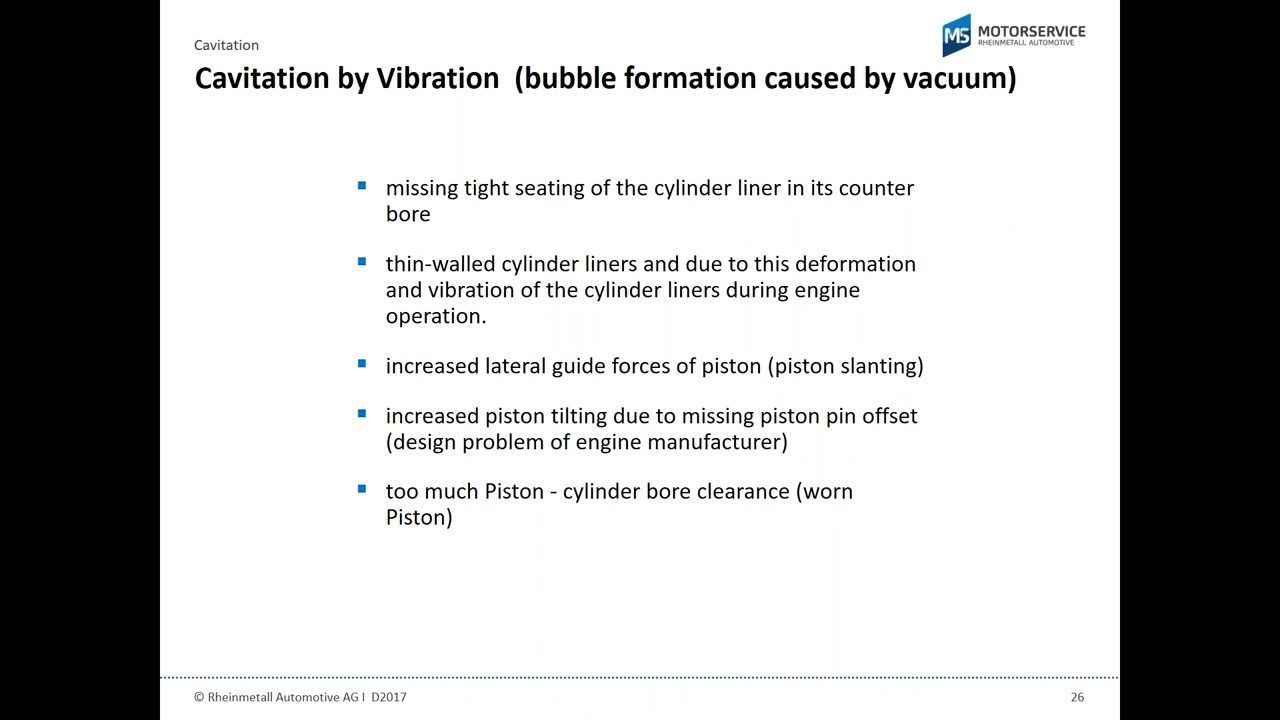 Cavitation
MS MOTORSERVICE
RHEINMETALL AUTOMOTIVE
Cavitation by Vibration (bubble formation caused by vacuum)
missing tight seating of the cylinder liner in its counter
bore
thin-walled cylinder liners and due to this deformation
and vibration of the cylinder liners during engine
operation.
increased lateral guide forces of piston (piston slanting)
increased piston tilting due to missing piston pin offset
(design problem of engine manufacturer)
too much Piston - cylinder bore clearance (worn
Piston)
© Rheinmetall Automotive AG I D2017
26